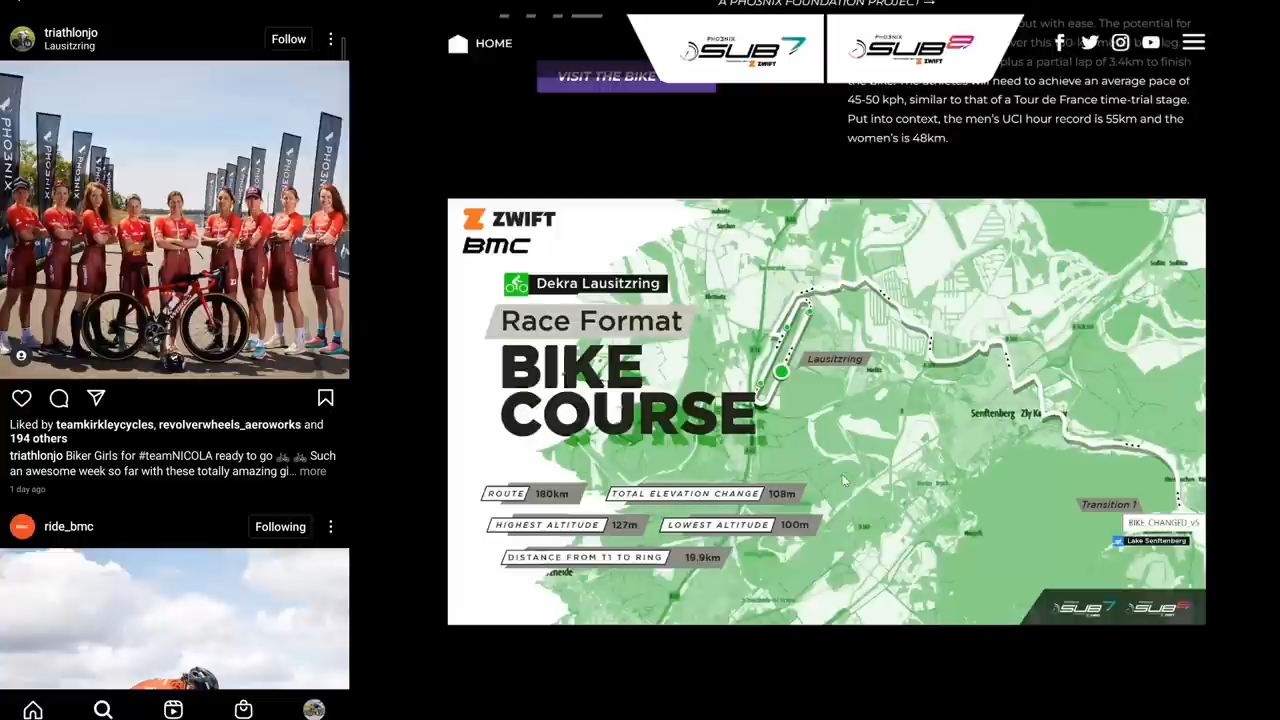 triathlonjo
Lausitzring
Follow
PHO3NIX
Liked by teamkirkleycycles, revolverwheels_aeroworks and
194 others
triathlonjo Biker Girls for #teamNICOLA ready to go 🚲 🚲 Such
an awesome week so far with these totally amazing gi... more
1 day ago
ride_bmc
Following
A PHO3NIX FOUNDATION PROJECT →
HOME
PHO3NIX
SUB7
ZWIFT
PHO3NIX
SUB8
ZWIFT
VISIT THE BIKE
out with ease. The potential for
plus a partial lap of 3.4km to finish
the bike. The athletes will need to achieve an average pace of
45-50 kph, similar to that of a Tour de France time-trial stage.
Put into context, the men's UCI hour record is 55km and the
women's is 48km.
ZWIFT
BMC
Dekra Lausitzring
Race Format
BIKE
COURSE
Lausitzring
Senftenberg
ROUTE 180km
TOTAL ELEVATION CHANGE 108m
HIGHEST ALTITUDE 127m
LOWEST ALTITUDE 100m
DISTANCE FROM T1 TO RING 19.9km
Transition 1
BIKE_CHANGED_v5
Lake Senftenberg
SUB7 SUB8